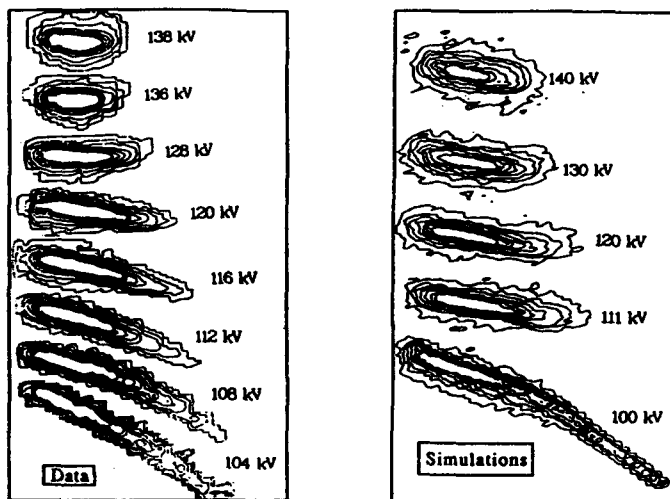 138 kV
136 kV
128 kV
120 kV
116 kV
112 kV
108 kV
104 kV
Data
140 kV
130 kV
120 kV
111 kV
100 kV
Simulations